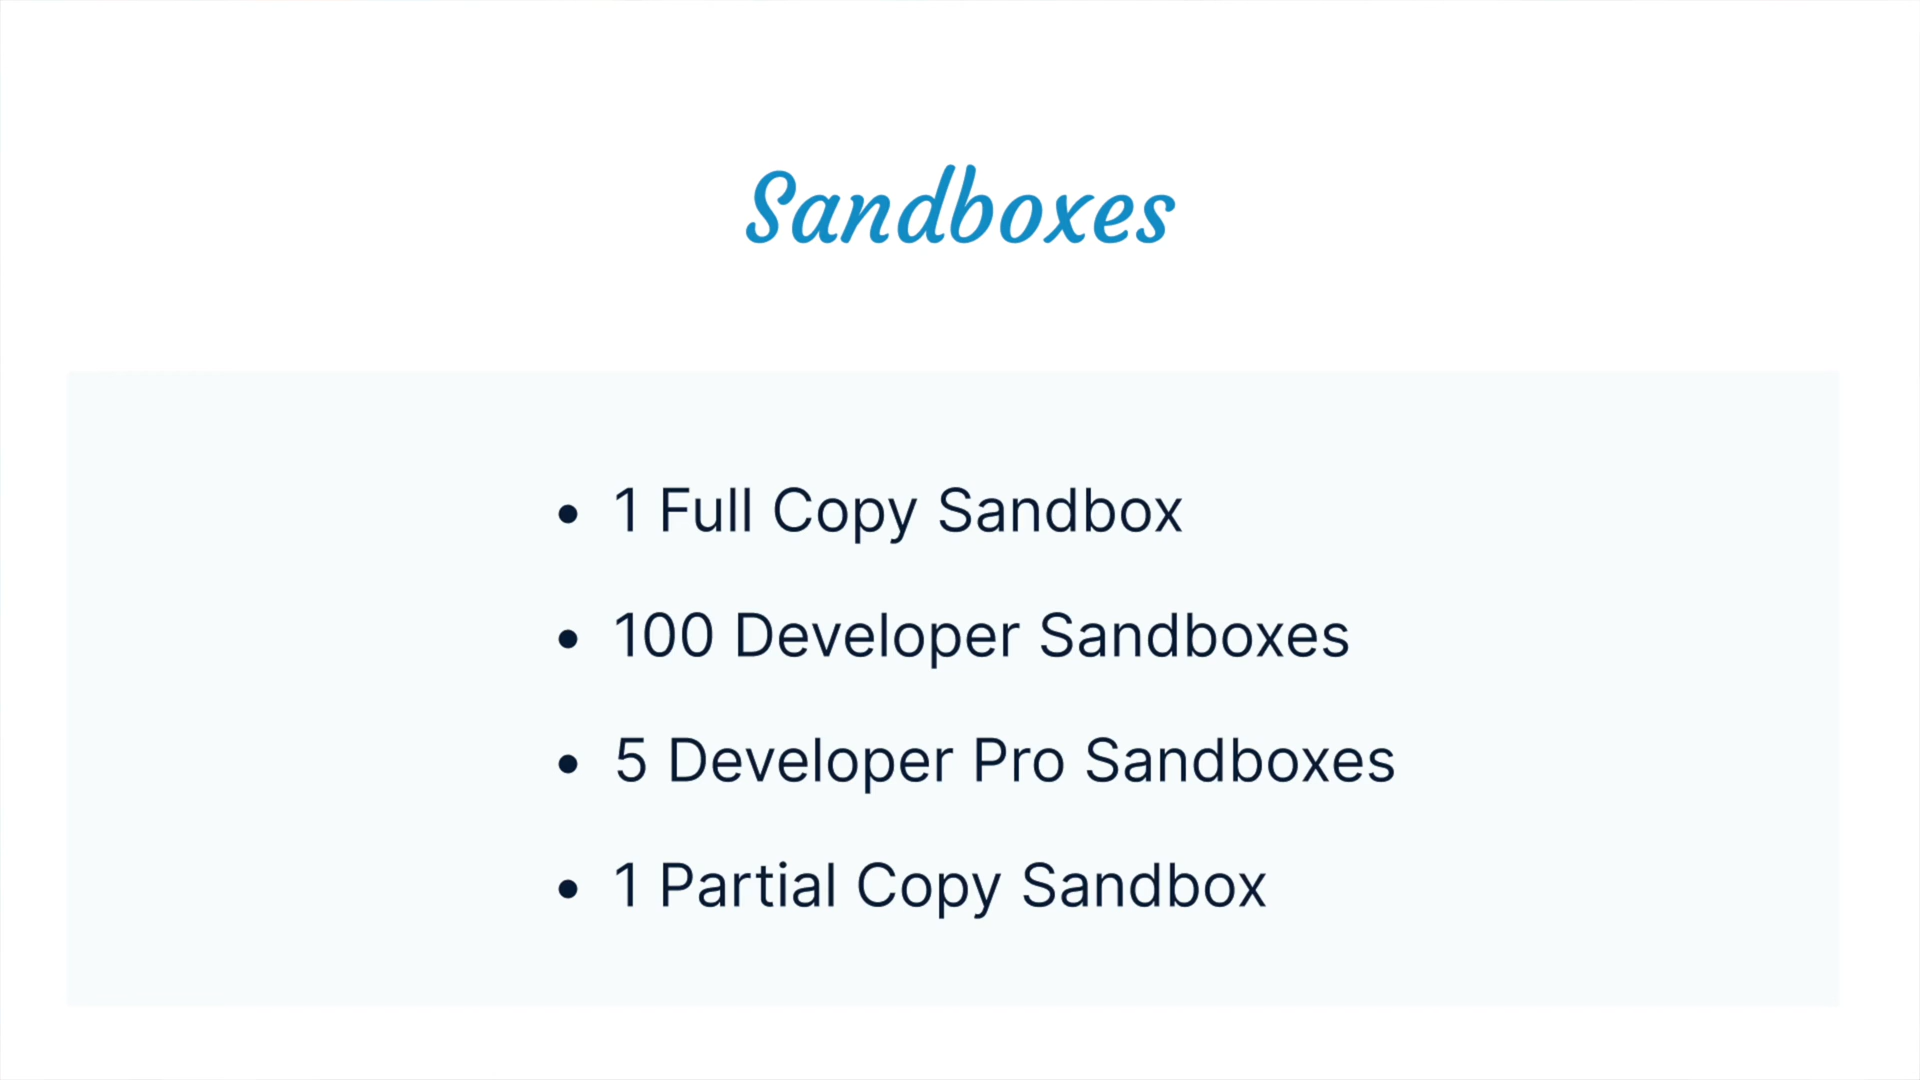 Sandboxes
• 1 Full Copy Sandbox
• 100 Developer Sandboxes
• 5 Developer Pro Sandboxes
• 1 Partial Copy Sandbox